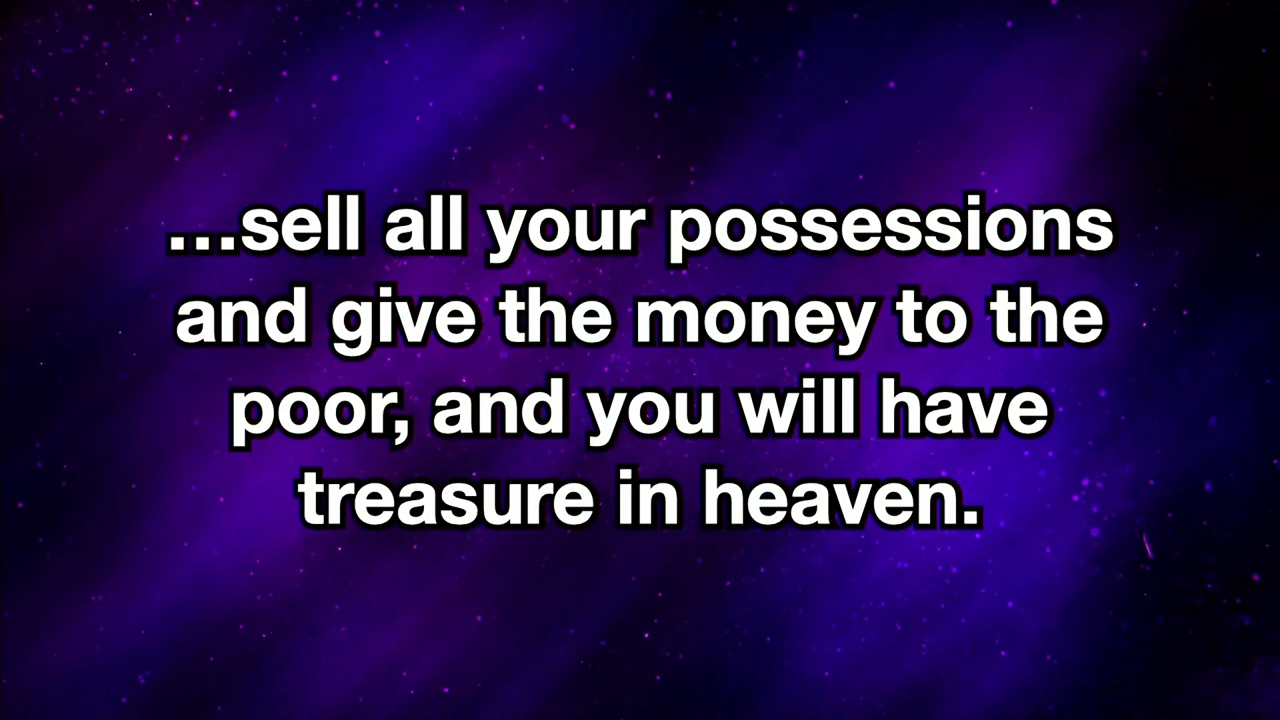 …sell all your possessions
and give the money to the
poor, and you will have
treasure in heaven.